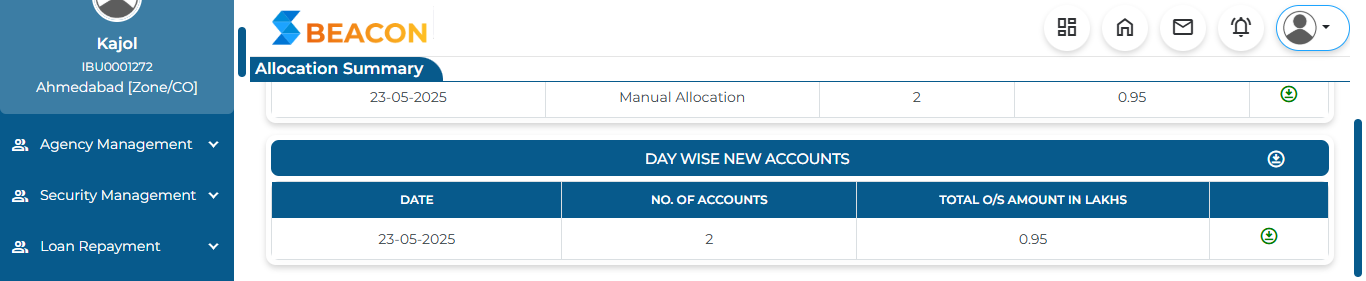 Kajol
IBU0001272
Ahmedabad [Zone/CO]
Agency Management
Security Management
Loan Repayment
BEACON
Allocation Summary
23-05-2025 Manual Allocation 2 0.95
DAY WISE NEW ACCOUNTS
DATE NO. OF ACCOUNTS TOTAL O/S AMOUNT IN LAKHS
23-05-2025 2 0.95